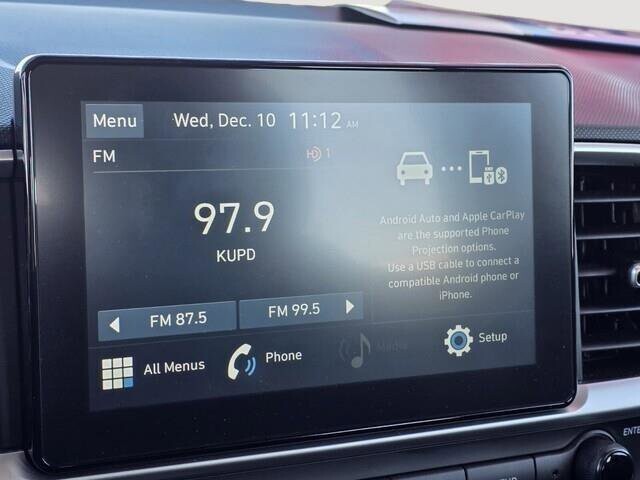 Menu Wed, Dec. 10 11:12 AM
FM HD 1
97.9
KUPD
FM 87.5 FM 99.5
Android Auto and Apple CarPlay
are the supported Phone
Projection options.
Use a USB cable to connect a
compatible Android phone or
iPhone.
All Menus Phone Media Setup